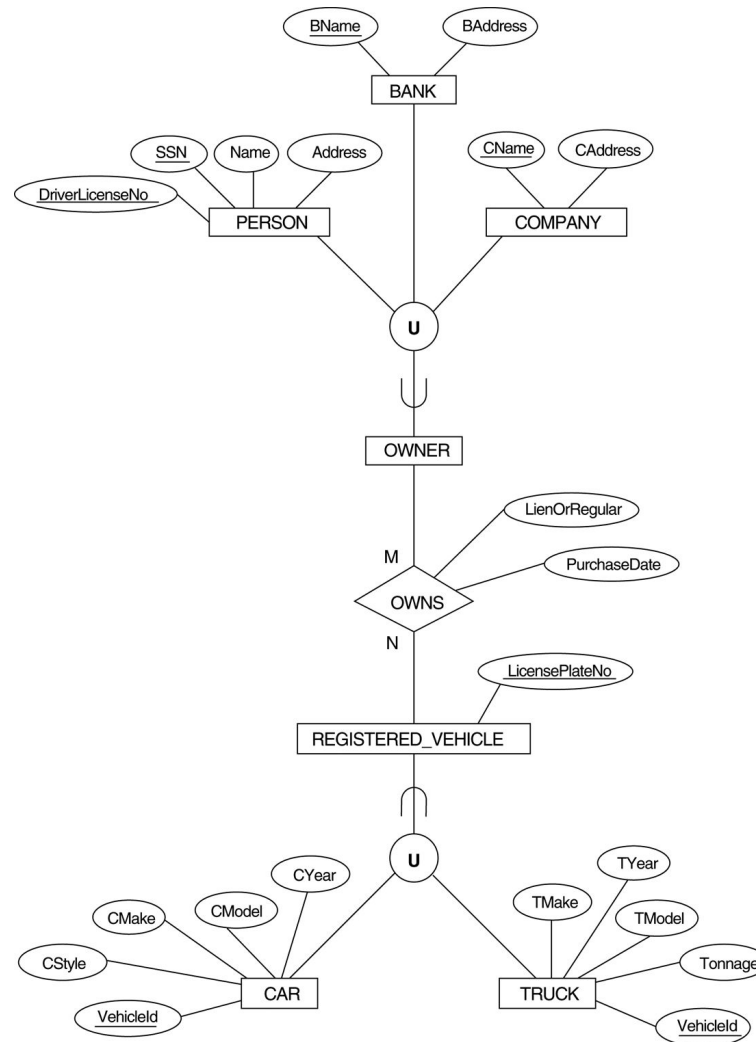 BName
BAddress
BANK
SSN
Name
Address
CName
CAddress
DriverLicenseNo
PERSON
COMPANY
U
OWNER
LienOrRegular
M
PurchaseDate
OWNS
N
LicensePlateNo
REGISTERED_VEHICLE
U
CYear
TYear
CModel
TMake
CMake
TModel
CStyle
Tonnage
CAR
TRUCK
VehicleId
VehicleId